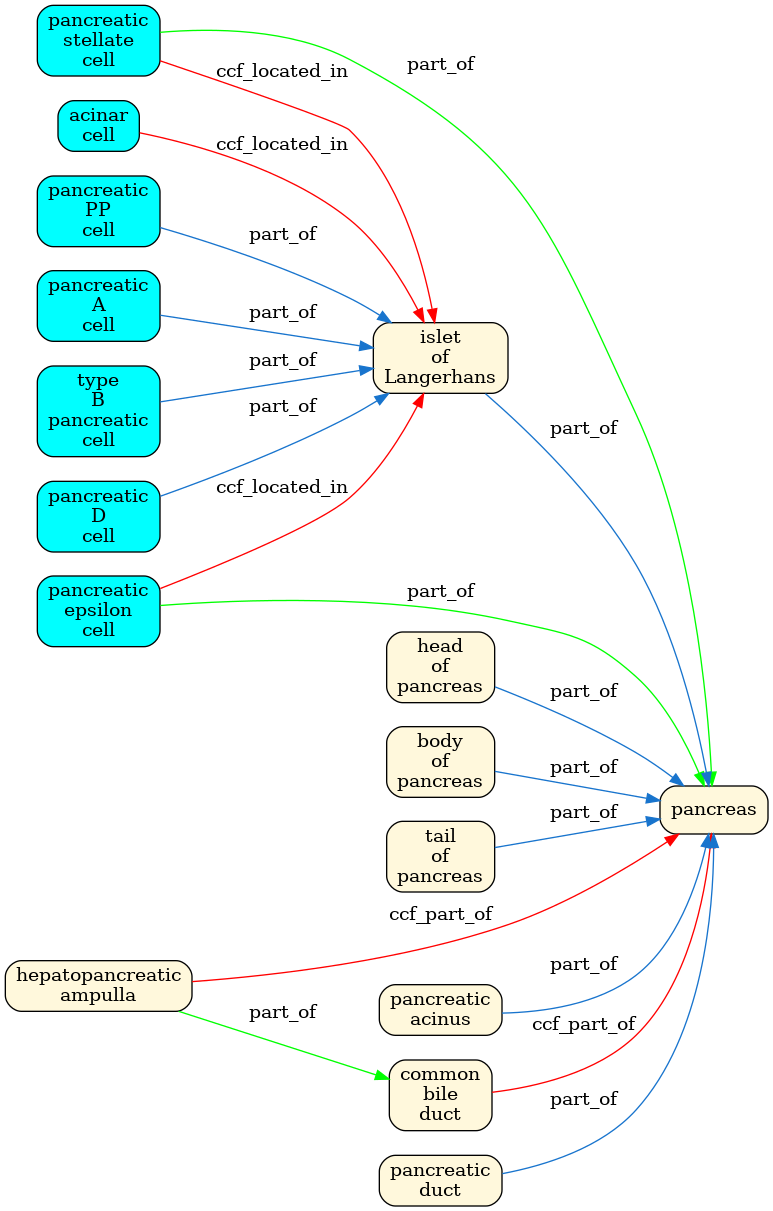 pancreatic
stellate
cell
part_of
ccf_located_in
acinar
cell
ccf_located_in
pancreatic
PP
cell
part_of
pancreatic
A
cell
part_of
islet
of
Langerhans
type
B
pancreatic
cell
part_of
part_of
part_of
pancreatic
D
cell
ccf_located_in
pancreatic
epsilon
cell
part_of
head
of
pancreas
part_of
body
of
pancreas
part_of
pancreas
tail
of
pancreas
part_of
ccf_part_of
hepatopancreatic
ampulla
part_of
pancreatic
acinus
part_of
common
bile
duct
ccf_part_of
pancreatic
duct
part_of